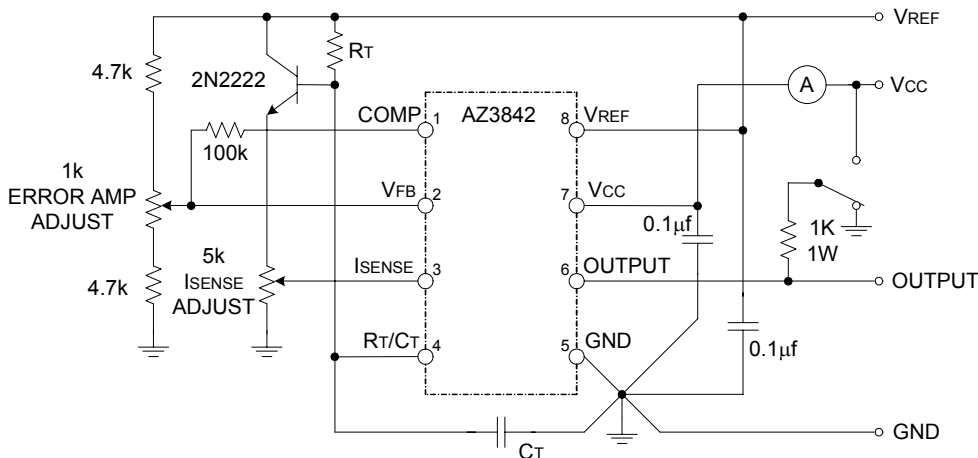 VREF
RT
4.7k
2N2222
A
VCC
COMP
1
AZ3842
8
VREF
100k
1k
ERROR AMP
ADJUST
VFB
2
7
VCC
0.1µf
1K
1W
5k
ISENSE
ADJUST
ISENSE
3
6
OUTPUT
OUTPUT
4.7k
RT/CT
4
5
GND
0.1µf
CT
GND